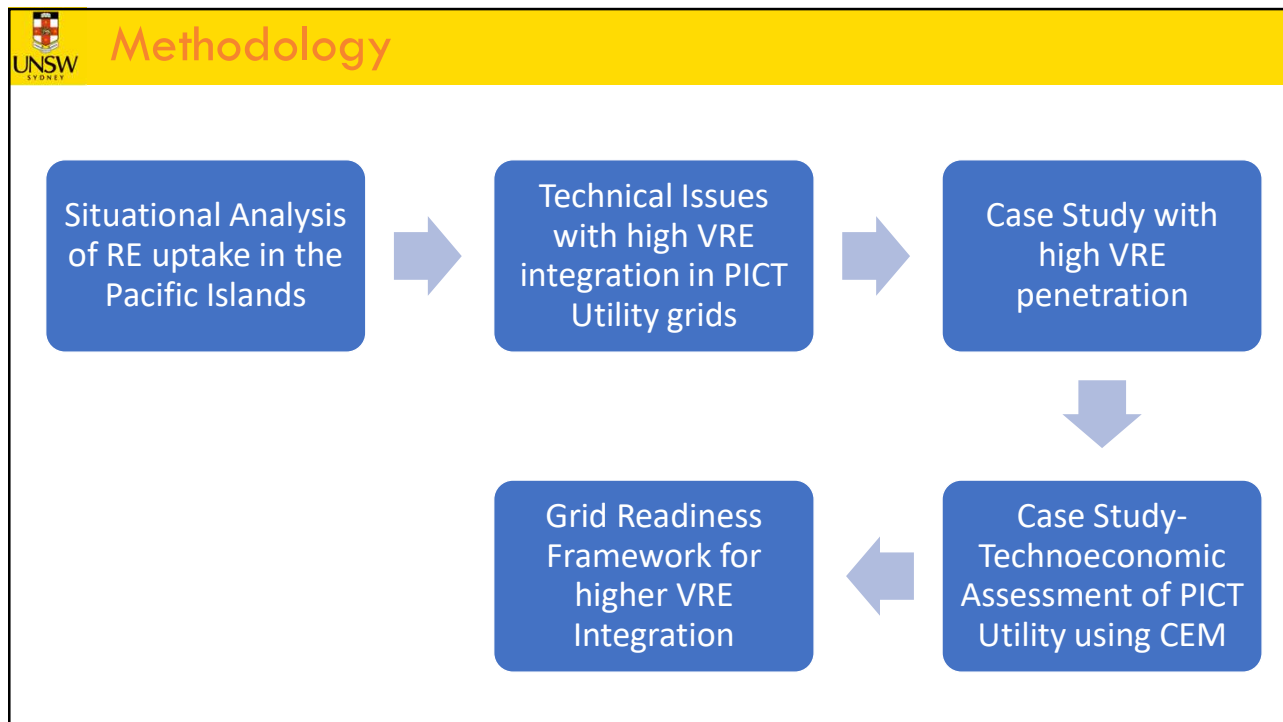 UNSW
SYDNEY
Methodology
Situational Analysis
of RE uptake in the
Pacific Islands
Technical Issues
with high VRE
integration in PICT
Utility grids
Case Study with
high VRE
penetration
Case Study-
Technoeconomic
Assessment of PICT
Utility using CEM
Grid Readiness
Framework for
higher VRE
Integration